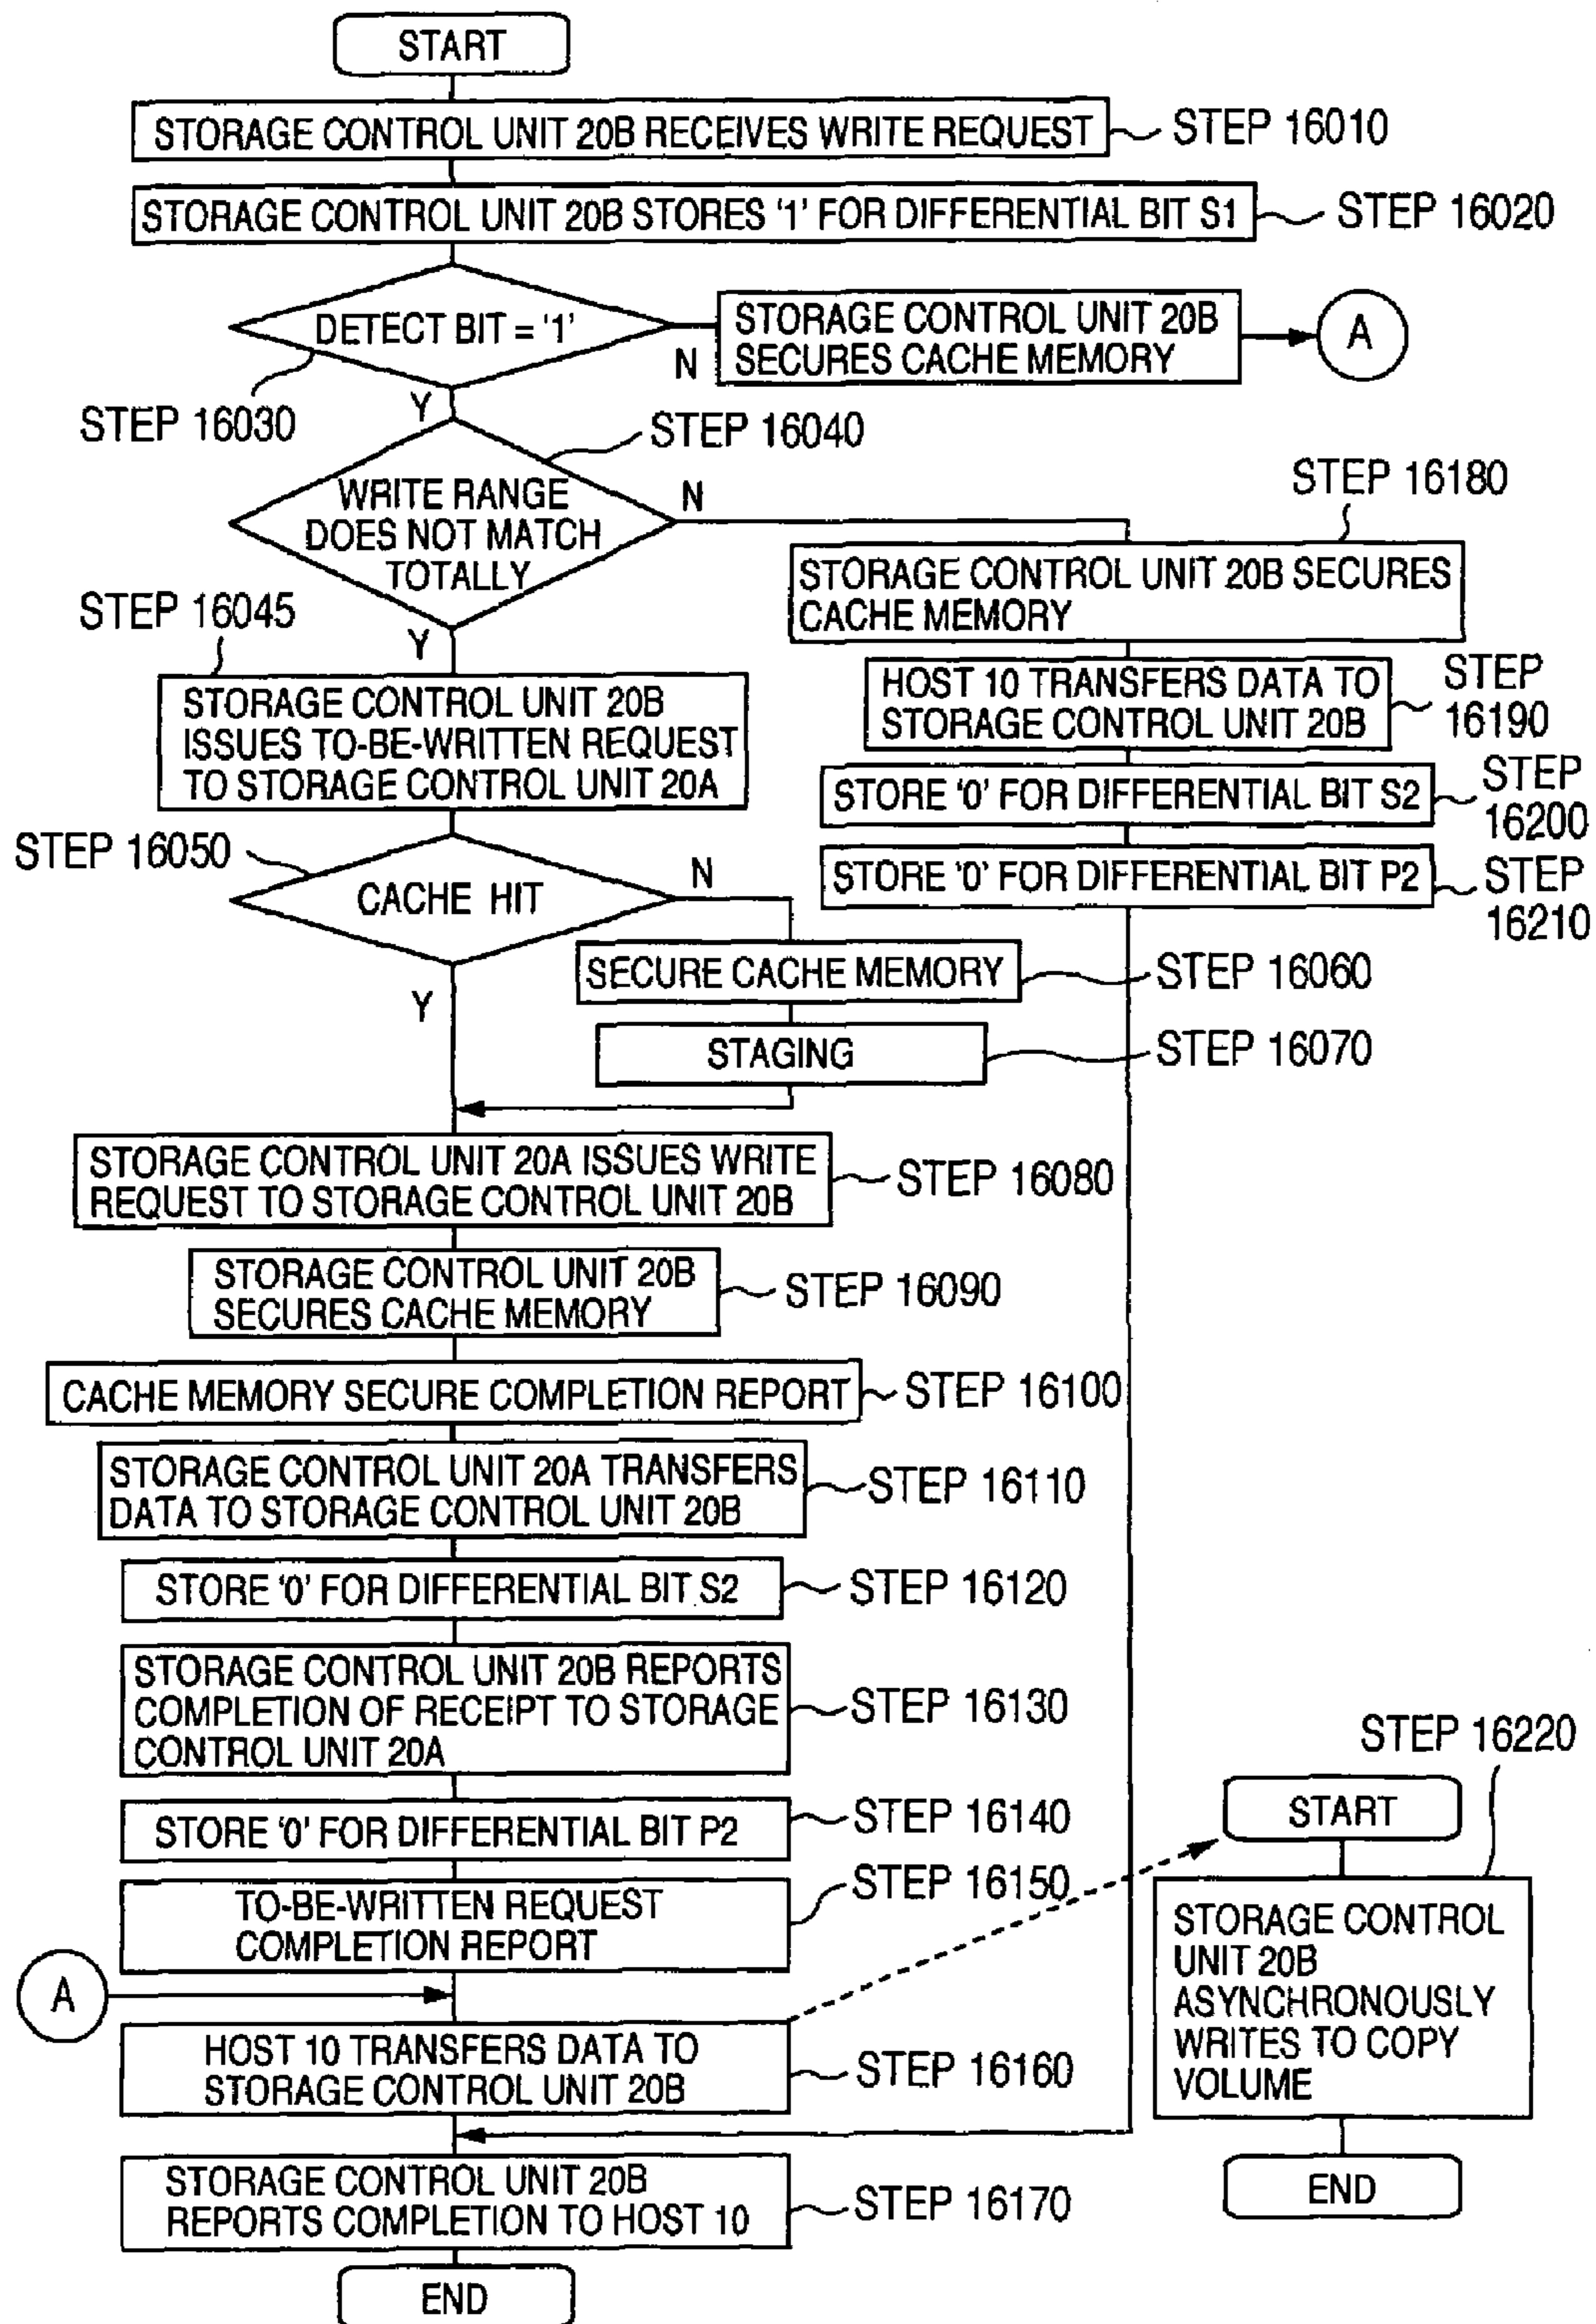 START
STORAGE CONTROL UNIT 20B RECEIVES WRITE REQUEST
STEP 16010
STORAGE CONTROL UNIT 20B STORES '1' FOR DIFFERENTIAL BIT S1
STEP 16020
DETECT BIT = '1'
N
STORAGE CONTROL UNIT 20B
SECURES CACHE MEMORY
A
STEP 16030
Y
STEP 16040
WRITE RANGE
DOES NOT MATCH
TOTALLY
N
STEP 16180
STORAGE CONTROL UNIT 20B SECURES
CACHE MEMORY
STEP 16045
Y
STORAGE CONTROL UNIT 20B
ISSUES TO-BE-WRITTEN REQUEST
TO STORAGE CONTROL UNIT 20A
HOST 10 TRANSFERS DATA TO
STORAGE CONTROL UNIT 20B
STEP
16190
STORE '0' FOR DIFFERENTIAL BIT S2
STEP
16200
STORE '0' FOR DIFFERENTIAL BIT P2
STEP
16210
STEP 16050
CACHE HIT
N
Y
SECURE CACHE MEMORY
STEP 16060
STAGING
STEP 16070
STORAGE CONTROL UNIT 20A ISSUES WRITE
REQUEST TO STORAGE CONTROL UNIT 20B
STEP 16080
STORAGE CONTROL UNIT 20B
SECURES CACHE MEMORY
STEP 16090
CACHE MEMORY SECURE COMPLETION REPORT
STEP 16100
STORAGE CONTROL UNIT 20A TRANSFERS
DATA TO STORAGE CONTROL UNIT 20B
STEP 16110
STORE '0' FOR DIFFERENTIAL BIT S2
STEP 16120
STORAGE CONTROL UNIT 20B REPORTS
COMPLETION OF RECEIPT TO STORAGE
CONTROL UNIT 20A
STEP 16130
STORE '0' FOR DIFFERENTIAL BIT P2
STEP 16140
TO-BE-WRITTEN REQUEST
COMPLETION REPORT
STEP 16150
A
HOST 10 TRANSFERS DATA TO
STORAGE CONTROL UNIT 20B
STEP 16160
STORAGE CONTROL UNIT 20B
REPORTS COMPLETION TO HOST 10
STEP 16170
END
STEP 16220
START
STORAGE CONTROL
UNIT 20B
ASYNCHRONOUSLY
WRITES TO COPY
VOLUME
END